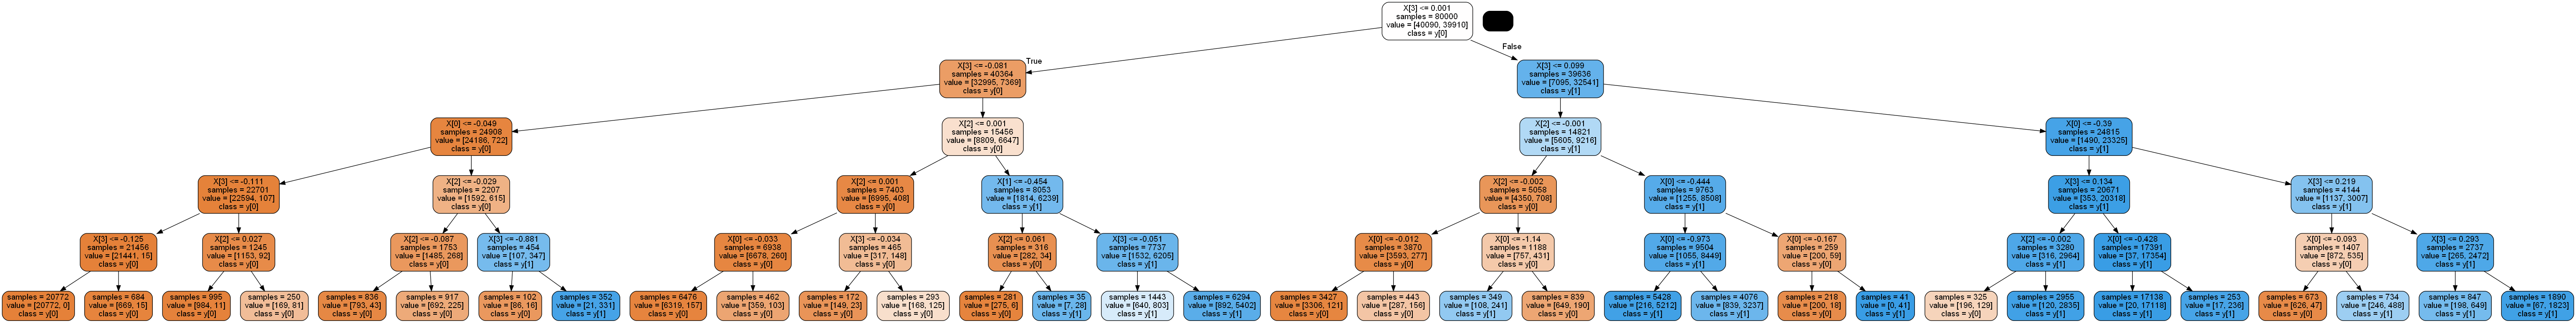 X[3] <= 0.001
samples = 80000
value = [40090, 39910]
class = y[0]
True
False
X[3] <= -0.081
samples = 40364
value = [32995, 7369]
class = y[0]
X[3] <= 0.099
samples = 39636
value = [7095, 32541]
class = y[1]
X[0] <= -0.049
samples = 24908
value = [24186, 722]
class = y[0]
X[2] <= 0.001
samples = 15456
value = [8809, 6647]
class = y[0]
X[2] <= -0.001
samples = 14821
value = [5605, 9216]
class = y[1]
X[0] <= -0.39
samples = 24815
value = [1490, 23325]
class = y[1]
X[3] <= -0.111
samples = 22701
value = [22594, 107]
class = y[0]
X[2] <= -0.029
samples = 2207
value = [1592, 615]
class = y[0]
X[2] <= 0.001
samples = 7403
value = [6995, 408]
class = y[0]
X[1] <= -0.454
samples = 8053
value = [1814, 6239]
class = y[1]
X[2] <= -0.002
samples = 5058
value = [4350, 708]
class = y[0]
X[0] <= -0.444
samples = 9763
value = [1255, 8508]
class = y[1]
X[3] <= 0.134
samples = 20671
value = [353, 20318]
class = y[1]
X[3] <= 0.219
samples = 4144
value = [1137, 3007]
class = y[1]
X[3] <= -0.125
samples = 21456
value = [21441, 15]
class = y[0]
X[2] <= 0.027
samples = 1245
value = [1153, 92]
class = y[0]
X[2] <= -0.087
samples = 1753
value = [1485, 268]
class = y[0]
X[3] <= -0.881
samples = 454
value = [107, 347]
class = y[1]
X[0] <= -0.033
samples = 6938
value = [6678, 260]
class = y[0]
X[3] <= -0.034
samples = 465
value = [317, 148]
class = y[0]
X[2] <= 0.061
samples = 316
value = [282, 34]
class = y[0]
X[3] <= -0.051
samples = 7737
value = [1532, 6205]
class = y[1]
X[0] <= -0.012
samples = 3870
value = [3593, 277]
class = y[0]
X[0] <= -1.14
samples = 1188
value = [757, 431]
class = y[0]
X[0] <= -0.973
samples = 9504
value = [1055, 8449]
class = y[1]
X[0] <= -0.167
samples = 259
value = [200, 59]
class = y[0]
X[2] <= -0.002
samples = 3280
value = [316, 2964]
class = y[1]
X[0] <= -0.428
samples = 17391
value = [37, 17354]
class = y[1]
X[0] <= -0.093
samples = 1407
value = [872, 535]
class = y[0]
X[3] <= 0.293
samples = 2737
value = [265, 2472]
class = y[1]
samples = 20772
value = [20772, 0]
class = y[0]
samples = 684
value = [669, 15]
class = y[0]
samples = 995
value = [984, 11]
class = y[0]
samples = 250
value = [169, 81]
class = y[0]
samples = 836
value = [793, 43]
class = y[0]
samples = 917
value = [692, 225]
class = y[0]
samples = 102
value = [86, 16]
class = y[0]
samples = 352
value = [21, 331]
class = y[1]
samples = 6476
value = [6319, 157]
class = y[0]
samples = 462
value = [359, 103]
class = y[0]
samples = 172
value = [149, 23]
class = y[0]
samples = 293
value = [168, 125]
class = y[0]
samples = 281
value = [275, 6]
class = y[0]
samples = 35
value = [7, 28]
class = y[1]
samples = 1443
value = [640, 803]
class = y[1]
samples = 6294
value = [892, 5402]
class = y[1]
samples = 3427
value = [3306, 121]
class = y[0]
samples = 443
value = [287, 156]
class = y[0]
samples = 349
value = [108, 241]
class = y[1]
samples = 839
value = [649, 190]
class = y[0]
samples = 5428
value = [216, 5212]
class = y[1]
samples = 4076
value = [839, 3237]
class = y[1]
samples = 218
value = [200, 18]
class = y[0]
samples = 41
value = [0, 41]
class = y[1]
samples = 325
value = [196, 129]
class = y[0]
samples = 2955
value = [120, 2835]
class = y[1]
samples = 17138
value = [20, 17118]
class = y[1]
samples = 253
value = [17, 236]
class = y[1]
samples = 673
value = [626, 47]
class = y[0]
samples = 734
value = [246, 488]
class = y[1]
samples = 847
value = [198, 649]
class = y[1]
samples = 1890
value = [67, 1823]
class = y[1]